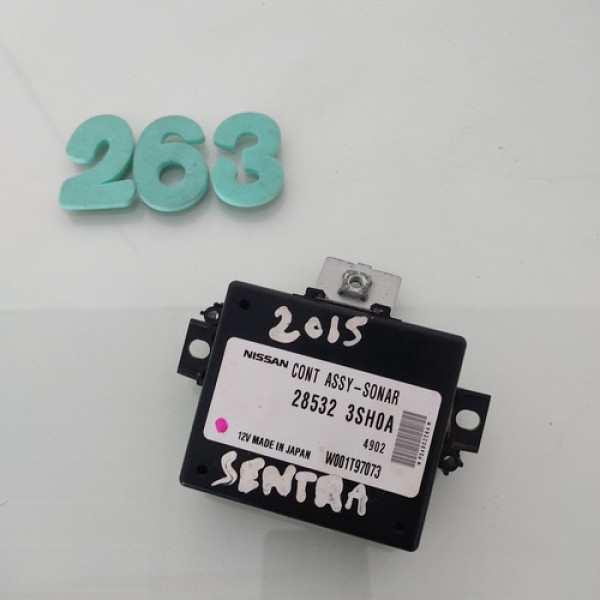 263
2015
NISSAN CONT ASSY-SONAR
28532 3SH0A
4902
12V MADE IN JAPAN W001T97073
SENTRA